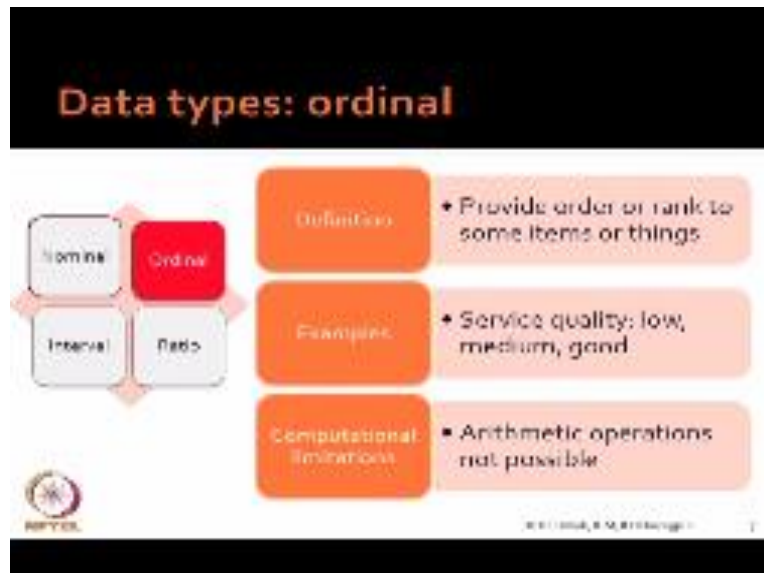 Data types: ordinal
Nominal
Ordinal
Interval
Ratio
Definition
• Provide order or rank to
some items or things
Examples
• Service quality: low,
medium, good
Computational
limitations
• Arithmetic operations
not possible
NPTEL